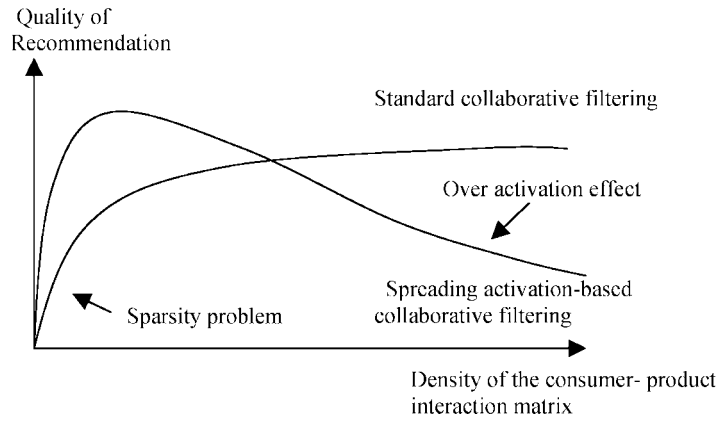 Quality of
Recommendation
Standard collaborative filtering
Over activation effect
Spreading activation-based
collaborative filtering
Sparsity problem
Density of the consumer- product
interaction matrix